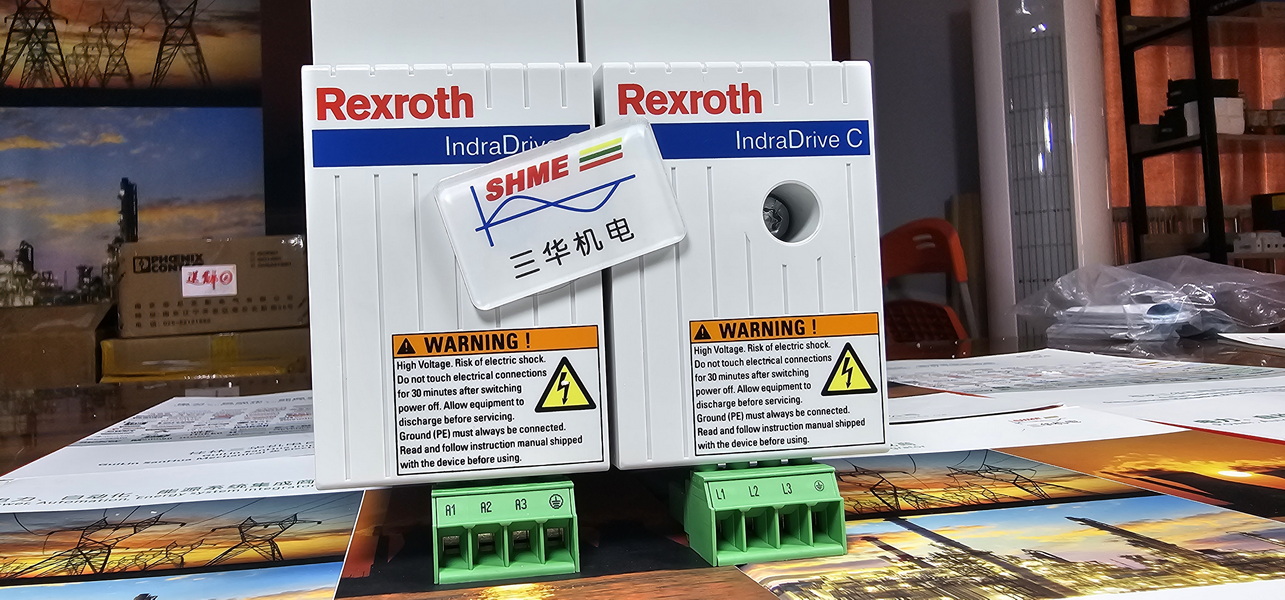 Rexroth
IndraDrive
SHME
三华机电
WARNING !
High Voltage. Risk of electric shock.
Do not touch electrical connections
for 30 minutes after switching
power off. Allow equipment to
discharge before servicing.
Ground (PE) must always be connected.
Read and follow instruction manual shipped
with the device before using.
A1 A2 A3
Rexroth
IndraDrive C
WARNING !
High Voltage. Risk of electric shock.
Do not touch electrical connections
for 30 minutes after switching
power off. Allow equipment to
discharge before servicing.
Ground (PE) must always be connected.
Read and follow instruction manual shipped
with the device before using.
L1 L2 L3
PHŒNIX
CONT
自动化